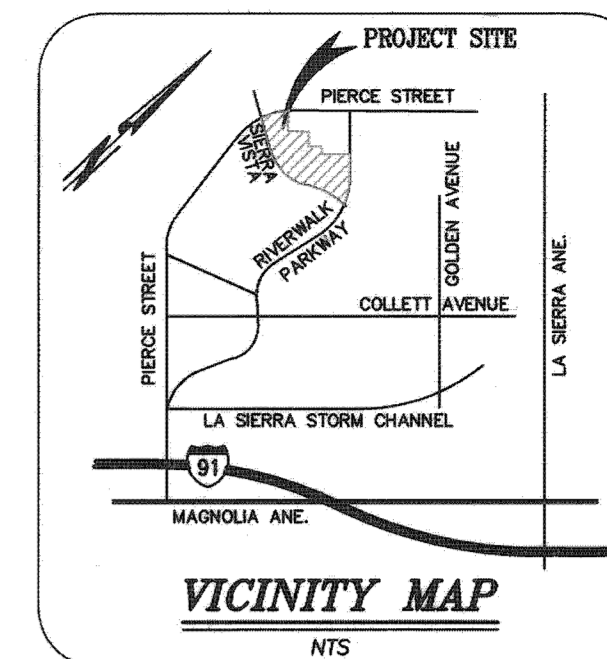 PROJECT SITE
PIERCE STREET
SIERRA
VISTA
GOLDEN AVENUE
RIVERWALK
PARKWAY
COLLETT AVENUE
PIERCE STREET
LA SIERRA ANE.
LA SIERRA STORM CHANNEL
91
MAGNOLIA ANE.
VICINITY MAP
NTS